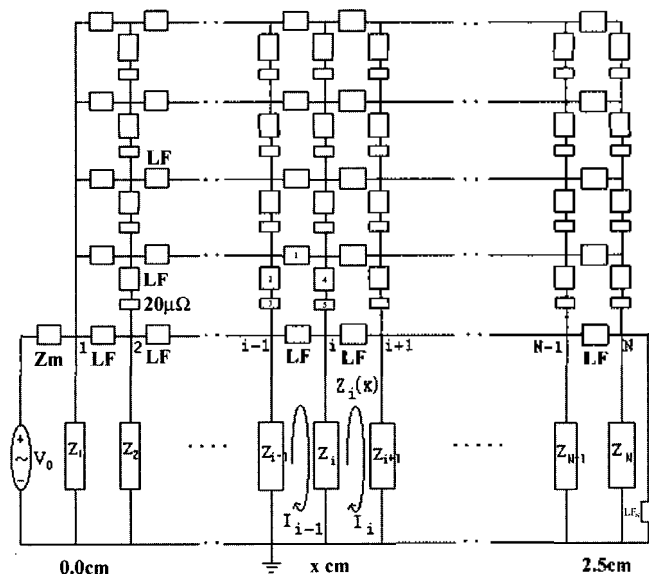 LF
1
LF
2 4
20μΩ 3 5
Zm 1 LF 2 LF i-1 LF i LF i+1 N-1 LF N
Z_i(x)
V_0 Z_1 Z_2 Z_{i-1} Z_i Z_{i+1} Z_{N-1} Z_N
LF_N
I_{i-1} I_i
0.0cm x cm 2.5cm